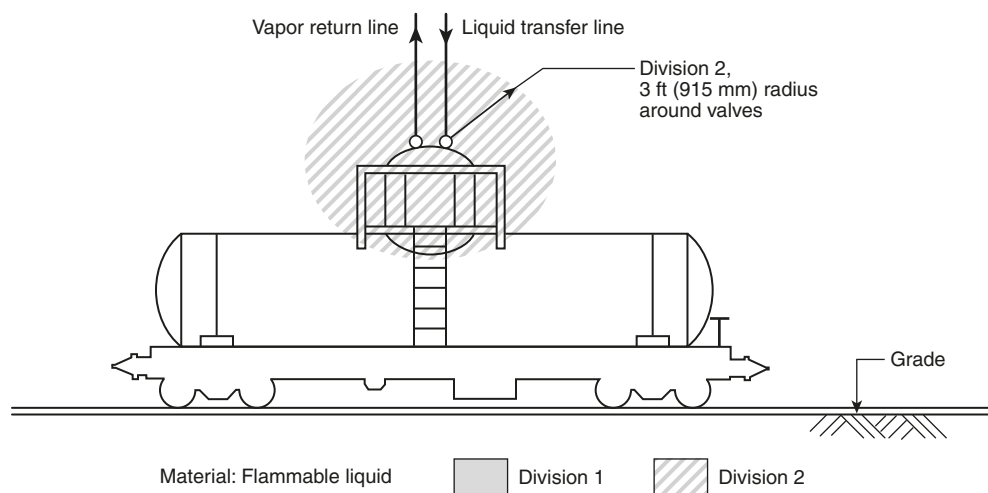 Vapor return line
Liquid transfer line
Division 2,
3 ft (915 mm) radius
around valves
Grade
Material: Flammable liquid
Division 1
Division 2